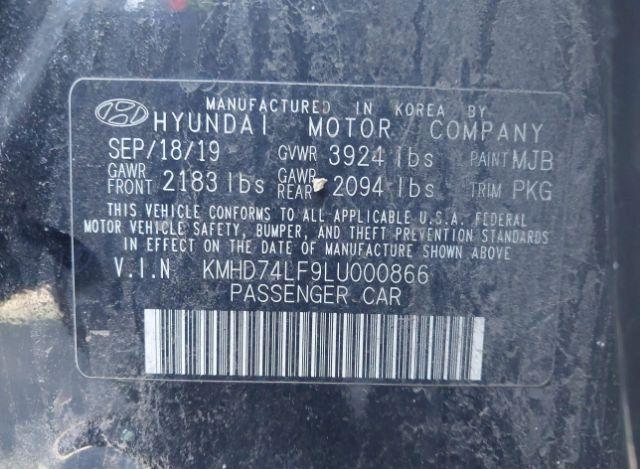 MANUFACTURED IN KOREA BY
HYUNDAI MOTOR COMPANY
SEP/18/19 GVWR 3924 lbs PAINT MJB
GAWR FRONT 2183 lbs GAWR REAR 2094 lbs TRIM PKG
THIS VEHICLE CONFORMS TO ALL APPLICABLE U.S.A. FEDERAL
MOTOR VEHICLE SAFETY, BUMPER, AND THEFT PREVENTION STANDARDS
IN EFFECT ON THE DATE OF MANUFACTURE SHOWN ABOVE
V.I.N KMHD74LF9LU000866
PASSENGER CAR